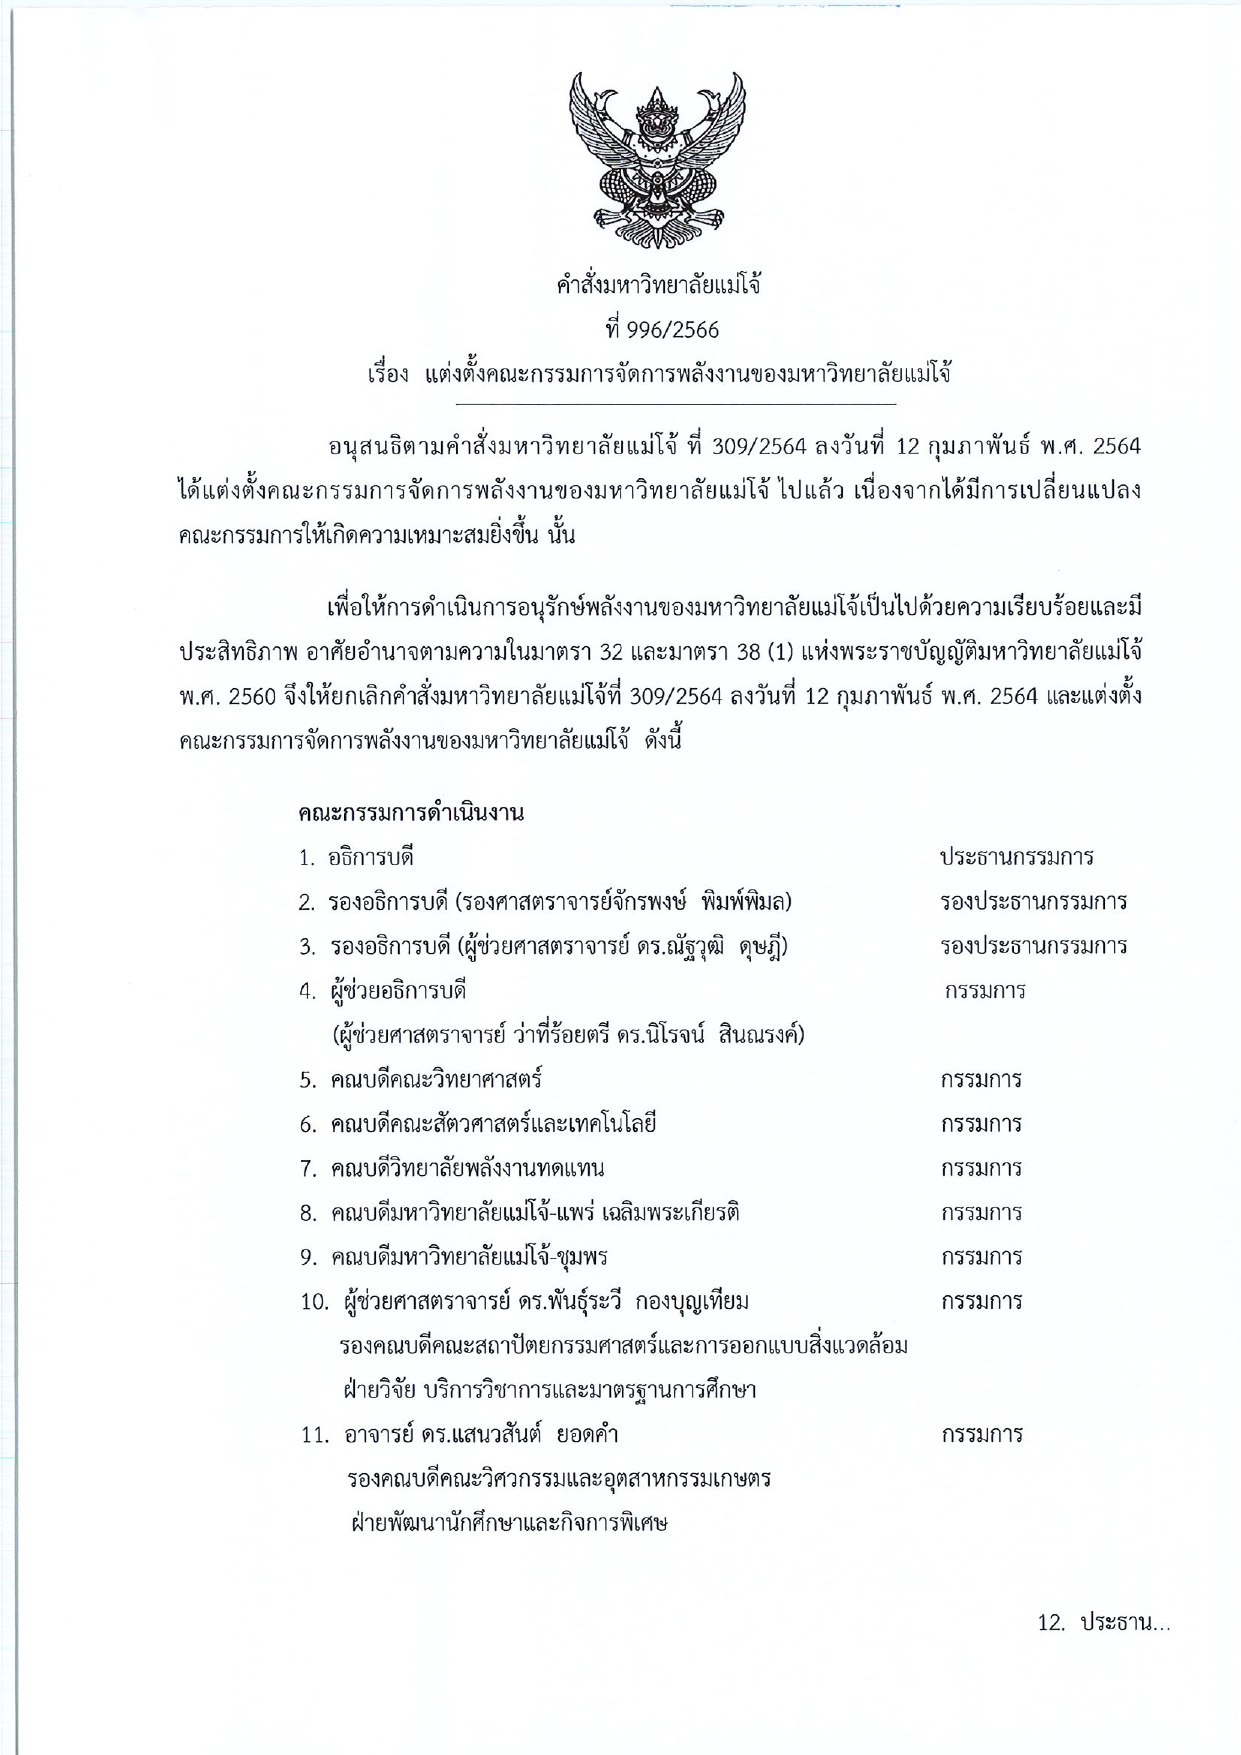 คำสั่งมหาวิทยาลัยแม่โจ้
ที่ 996/2566
เรื่อง แต่งตั้งคณะกรรมการจัดการพลังงานของมหาวิทยาลัยแม่โจ้
อนุสนธิตามคำสั่งมหาวิทยาลัยแม่โจ้ ที่ 309/2564 ลงวันที่ 12 กุมภาพันธ์ พ.ศ. 2564
ได้แต่งตั้งคณะกรรมการจัดการพลังงานของมหาวิทยาลัยแม่โจ้ ไปแล้ว เนื่องจากได้มีการเปลี่ยนแปลง
คณะกรรมการให้เกิดความเหมาะสมยิ่งขึ้น นั้น
เพื่อให้การดำเนินการอนุรักษ์พลังงานของมหาวิทยาลัยแม่โจ้เป็นไปด้วยความเรียบร้อยและมี
ประสิทธิภาพ อาศัยอำนาจตามความในมาตรา 32 และมาตรา 38 (1) แห่งพระราชบัญญัติมหาวิทยาลัยแม่โจ้
พ.ศ. 2560 จึงให้ยกเลิกคำสั่งมหาวิทยาลัยแม่โจ้ที่ 309/2564 ลงวันที่ 12 กุมภาพันธ์ พ.ศ. 2564 และแต่งตั้ง
คณะกรรมการจัดการพลังงานของมหาวิทยาลัยแม่โจ้ ดังนี้
คณะกรรมการดำเนินงาน
1. อธิการบดี ประธานกรรมการ
2. รองอธิการบดี (รองศาสตราจารย์จักรพงษ์ พิมพ์พิมล) รองประธานกรรมการ
3. รองอธิการบดี (ผู้ช่วยศาสตราจารย์ ดร.ณัฐวุฒิ ดุษฎี) รองประธานกรรมการ
4. ผู้ช่วยอธิการบดี กรรมการ
(ผู้ช่วยศาสตราจารย์ ว่าที่ร้อยตรี ดร.นิโรจน์ สินณรงค์)
5. คณบดีคณะวิทยาศาสตร์ กรรมการ
6. คณบดีคณะสัตวศาสตร์และเทคโนโลยี กรรมการ
7. คณบดีวิทยาลัยพลังงานทดแทน กรรมการ
8. คณบดีมหาวิทยาลัยแม่โจ้-แพร่ เฉลิมพระเกียรติ กรรมการ
9. คณบดีมหาวิทยาลัยแม่โจ้-ชุมพร กรรมการ
10. ผู้ช่วยศาสตราจารย์ ดร.พันธุ์ระวี กองบุญเทียม กรรมการ
รองคณบดีคณะสถาปัตยกรรมศาสตร์และการออกแบบสิ่งแวดล้อม
ฝ่ายวิจัย บริการวิชาการและมาตรฐานการศึกษา
11. อาจารย์ ดร.แสนวสันต์ ยอดคำ กรรมการ
รองคณบดีคณะวิศวกรรมและอุตสาหกรรมเกษตร
ฝ่ายพัฒนานักศึกษาและกิจการพิเศษ
12. ประธาน...